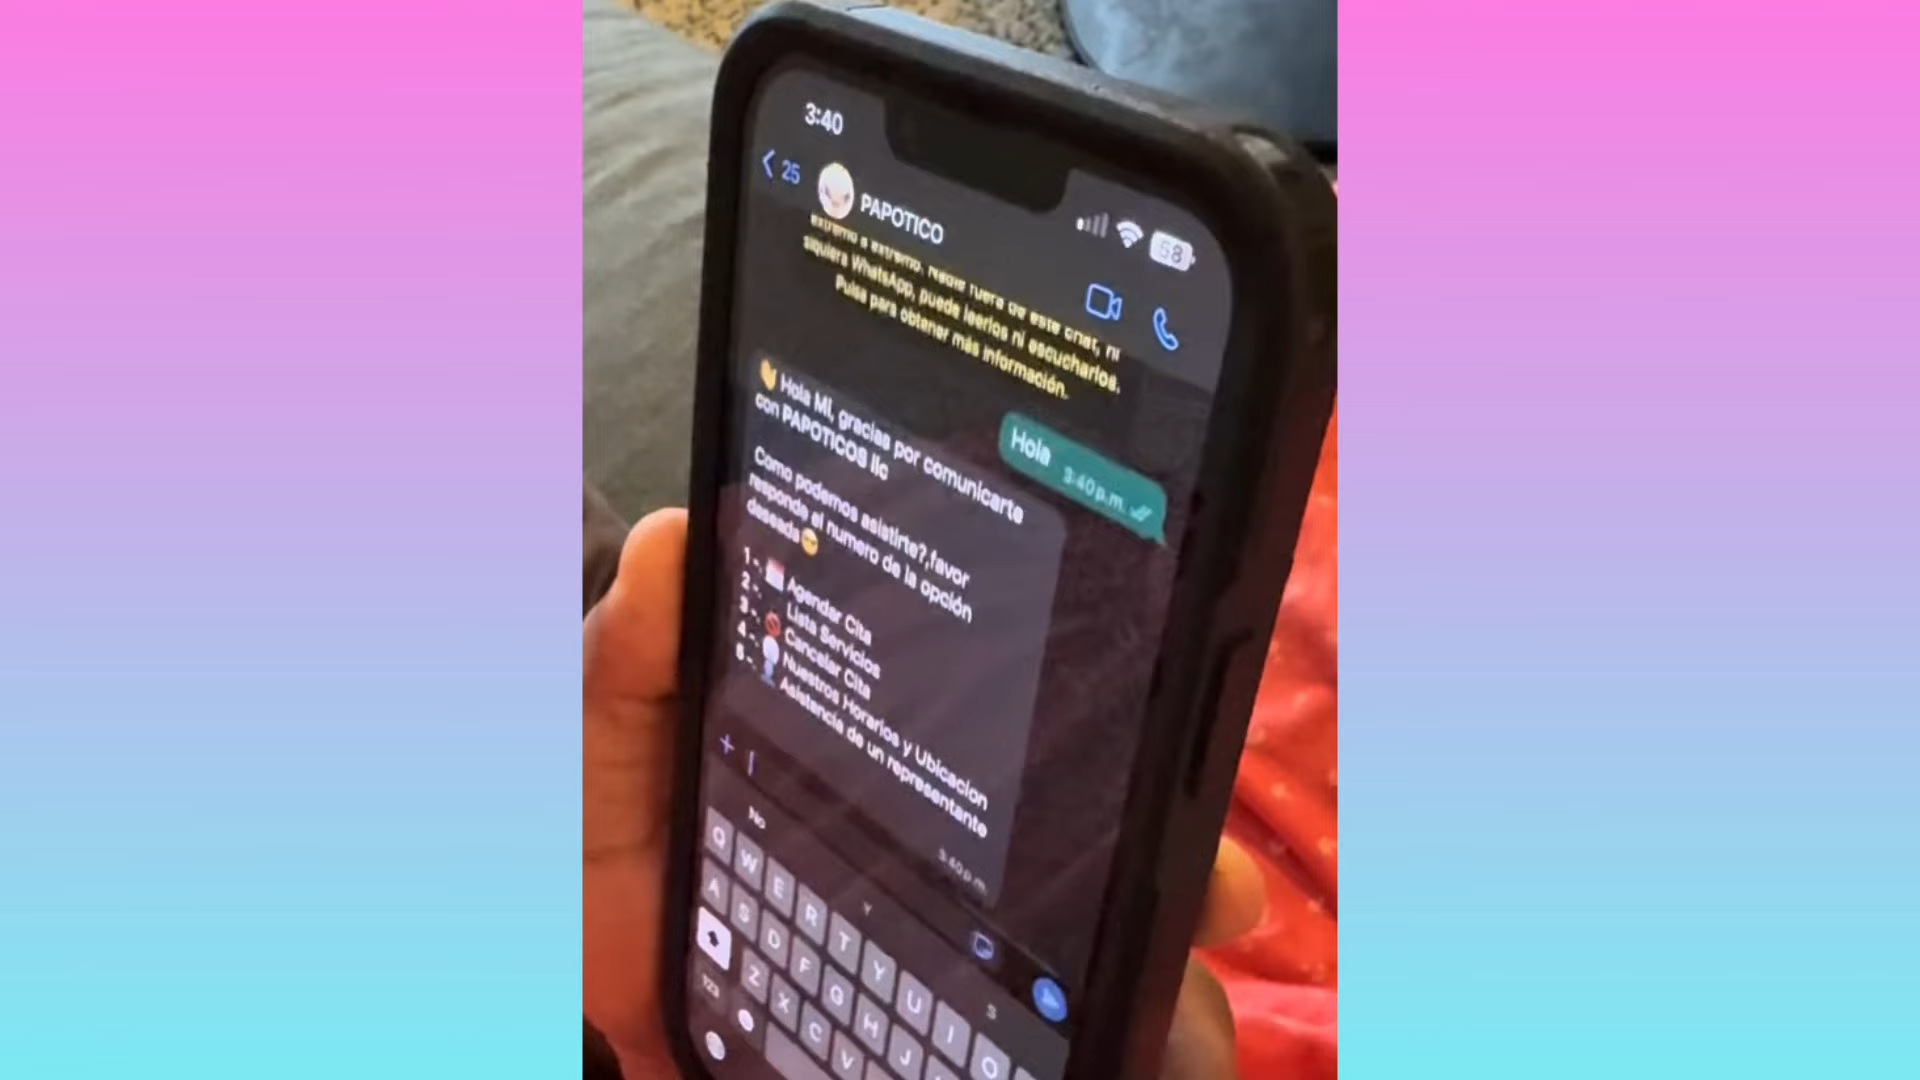 3:40
25
PAPOTICO
58
extremo a extremo. Nadie fuera de este chat, ni
siquiera WhatsApp, puede leerlos ni escucharlos.
Pulsa para obtener más información.
Hola
3:40 p.m.
👋 Hola Mi, gracias por comunicarte
con PAPOTICOS llc
Como podemos asistirte?,favor
responde el numero de la opción
deseada😎
1 -. Agendar Cita
2 -. Lista Servicios
3 -. 🚫 Cancelar Cita
4 -. Nuestros Horarios y Ubicacion
5 -. 👤 Asistencia de un representante
3:40 p.m.
No
Y
S
Q W E R T Y U I O
A S D F G H J
Z X C V
123